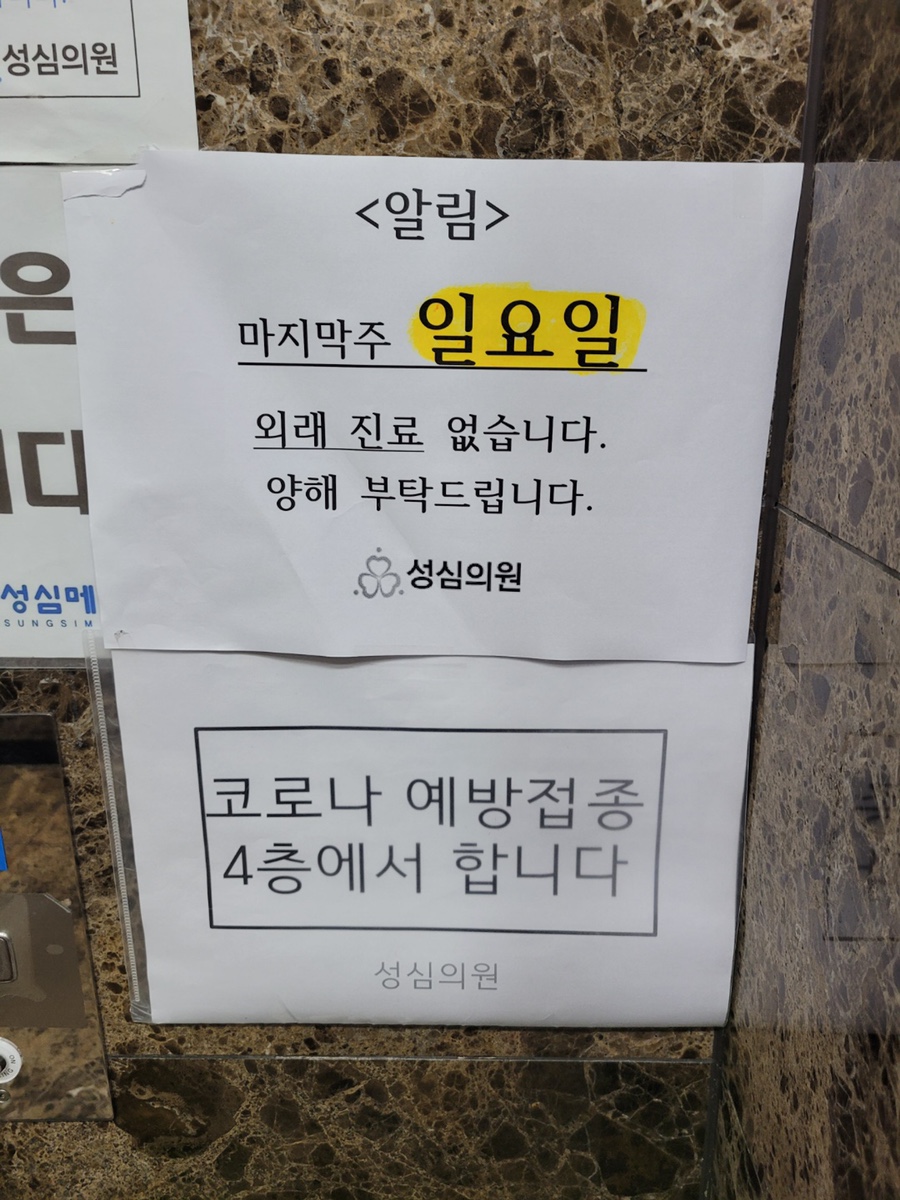 성심의원
은
성심메
SUNGSIM
<알림>
마지막주 일요일
외래 진료 없습니다.
양해 부탁드립니다.
성심의원
코로나 예방접종
4층에서 합니다
성심의원